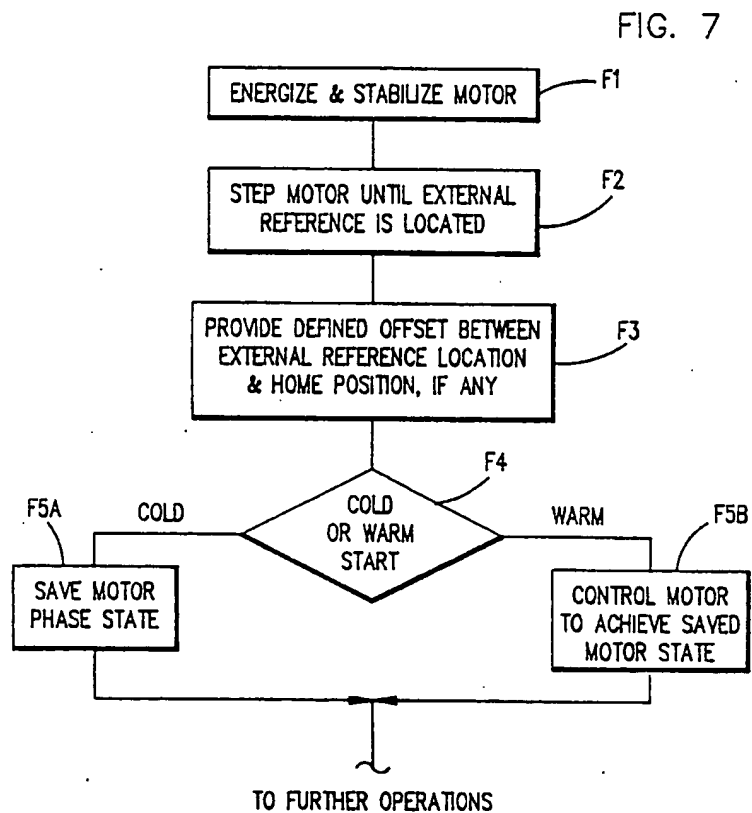 FIG. 7
ENERGIZE & STABILIZE MOTOR
F1
STEP MOTOR UNTIL EXTERNAL
REFERENCE IS LOCATED
F2
PROVIDE DEFINED OFFSET BETWEEN
EXTERNAL REFERENCE LOCATION
& HOME POSITION, IF ANY
F3
F4
COLD
OR WARM
START
COLD
WARM
F5A
SAVE MOTOR
PHASE STATE
F5B
CONTROL MOTOR
TO ACHIEVE SAVED
MOTOR STATE
TO FURTHER OPERATIONS